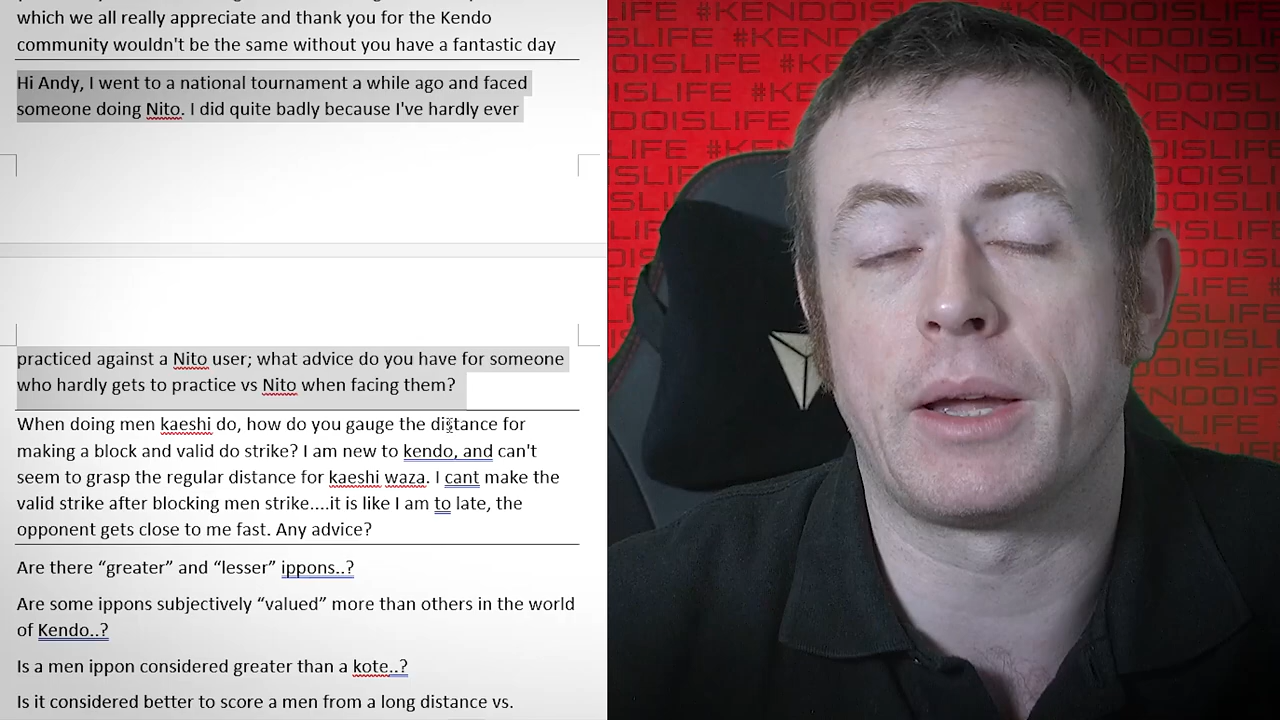 which we all really appreciate and thank you for the Kendo
community wouldn't be the same without you have a fantastic day
Hi Andy, I went to a national tournament a while ago and faced
someone doing Nito. I did quite badly because I've hardly ever
practiced against a Nito user; what advice do you have for someone
who hardly gets to practice vs Nito when facing them?
When doing men kaeshi do, how do you gauge the distance for
making a block and valid do strike? I am new to kendo, and can't
seem to grasp the regular distance for kaeshi waza. I cant make the
valid strike after blocking men strike....it is like I am to late, the
opponent gets close to me fast. Any advice?
Are there “greater” and “lesser” ippons..?
Are some ippons subjectively “valued” more than others in the world
of Kendo..?
Is a men ippon considered greater than a kote..?
Is it considered better to score a men from a long distance vs.
#KENDOISLIFE